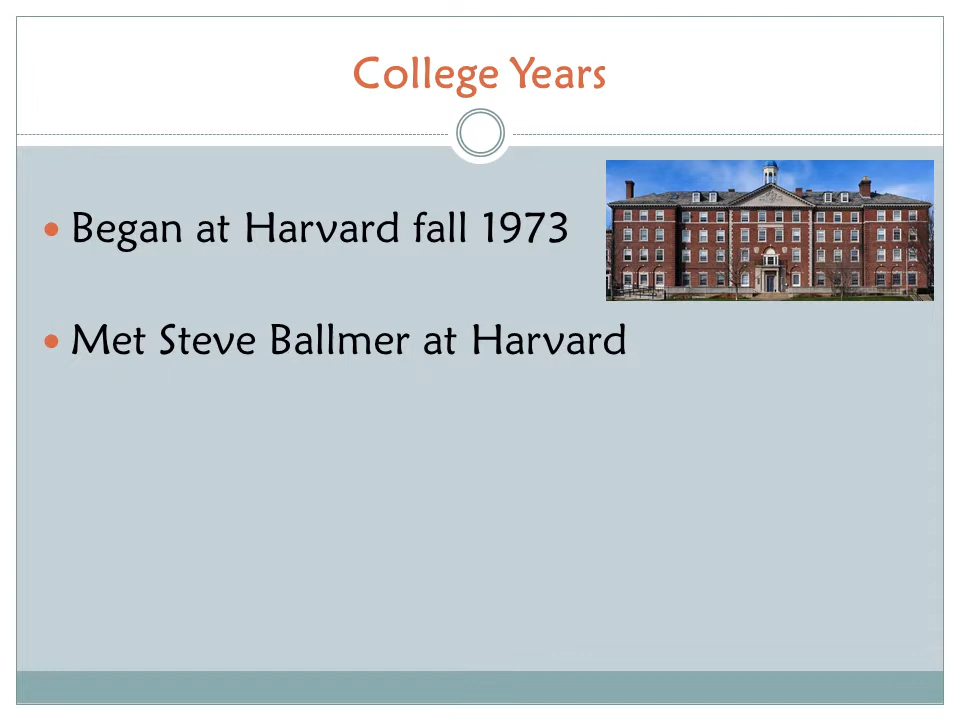 College Years
Began at Harvard fall 1973
Met Steve Ballmer at Harvard